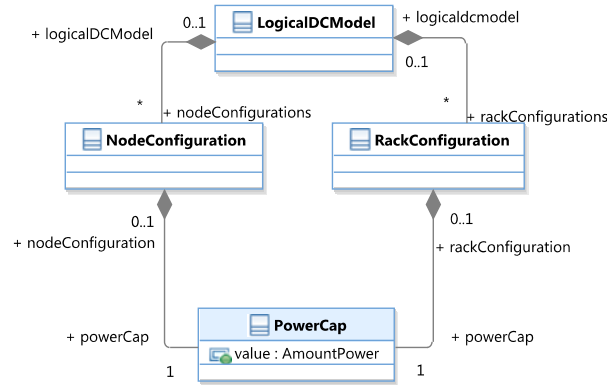 LogicalDCModel
0..1
+ logicalDCModel
+ logicaldcmodel
0..1
*
+ nodeConfigurations
*
+ rackConfigurations
NodeConfiguration
RackConfiguration
0..1
+ nodeConfiguration
0..1
+ rackConfiguration
PowerCap
value : AmountPower
+ powerCap
1
+ powerCap
1